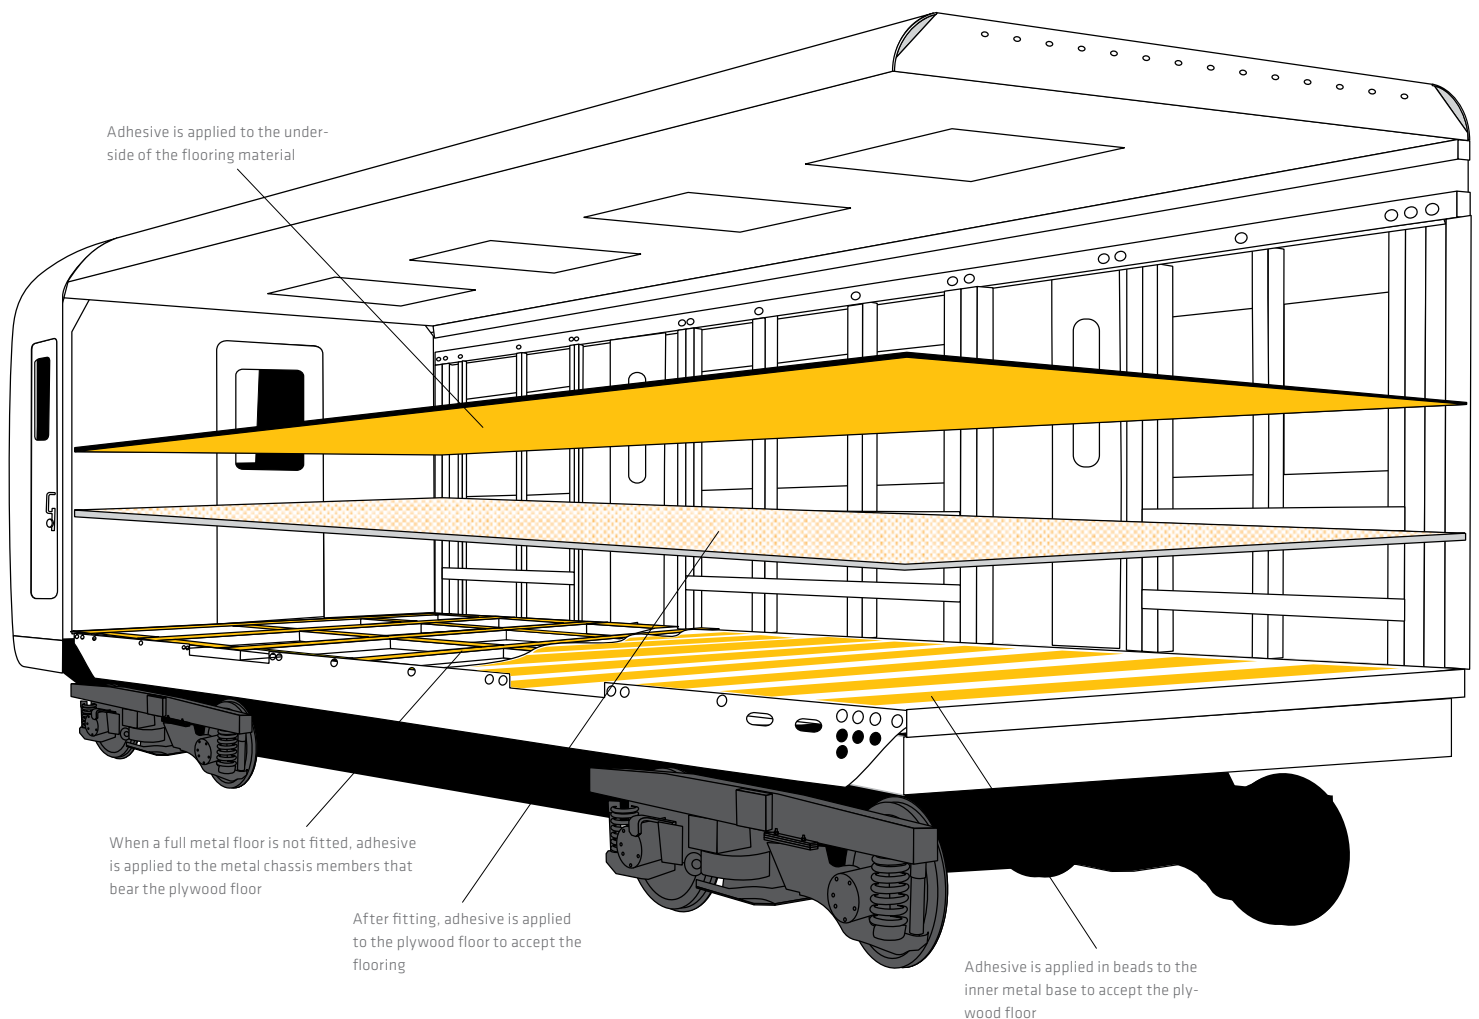 Adhesive is applied to the under-
side of the flooring material
When a full metal floor is not fitted, adhesive
is applied to the metal chassis members that
bear the plywood floor
After fitting, adhesive is applied
to the plywood floor to accept the
flooring
Adhesive is applied in beads to the
inner metal base to accept the ply-
wood floor